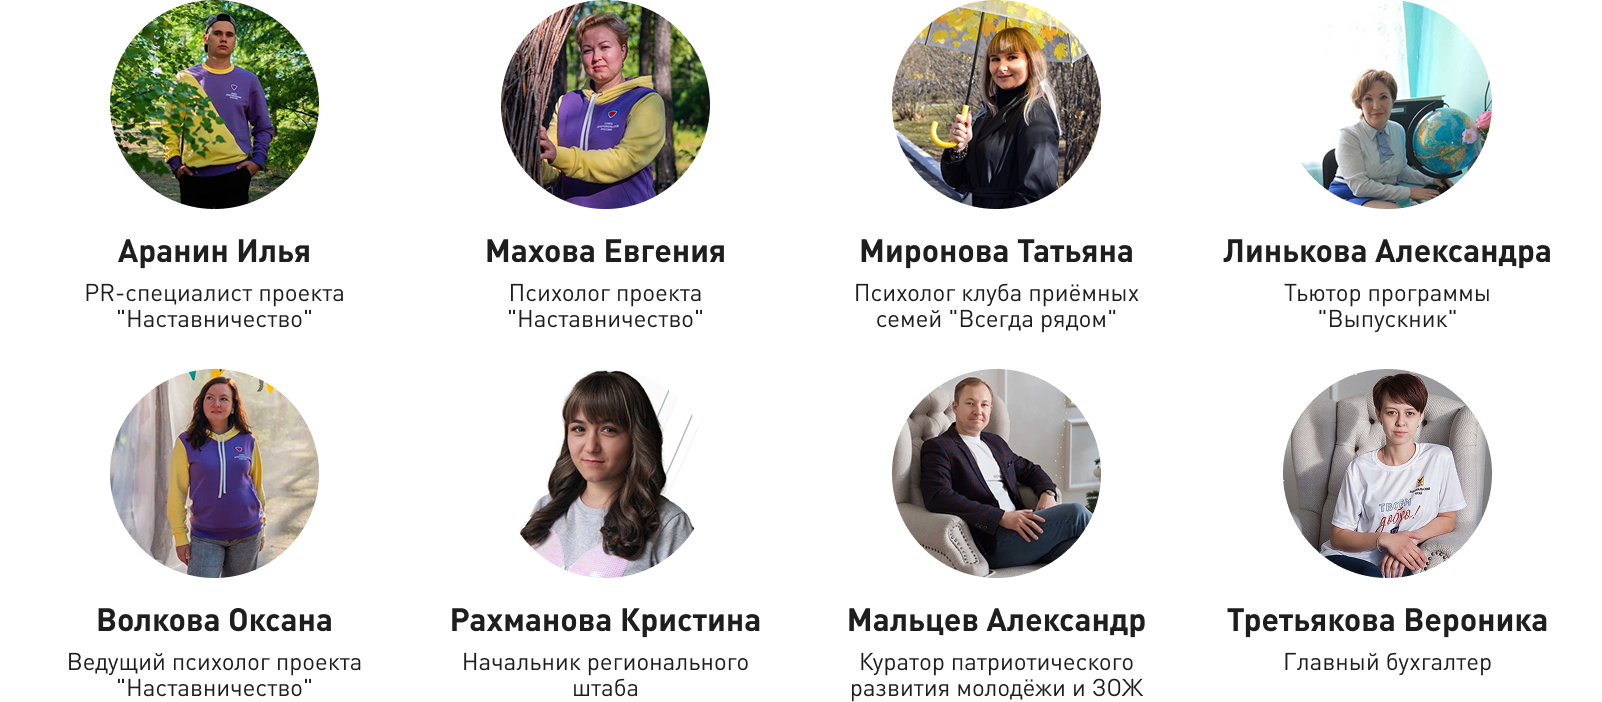 Аранин Илья
PR-специалист проекта
"Наставничество"
Махова Евгения
Психолог проекта
"Наставничество"
Миронова Татьяна
Психолог клуба приёмных
семей "Всегда рядом"
Линькова Александра
Тьютор программы
"Выпускник"
Волкова Оксана
Ведущий психолог проекта
"Наставничество"
Рахманова Кристина
Начальник регионального
штаба
Мальцев Александр
Куратор патриотического
развития молодёжи и ЗОЖ
ТВОРИ
добро!
Третьякова Вероника
Главный бухгалтер